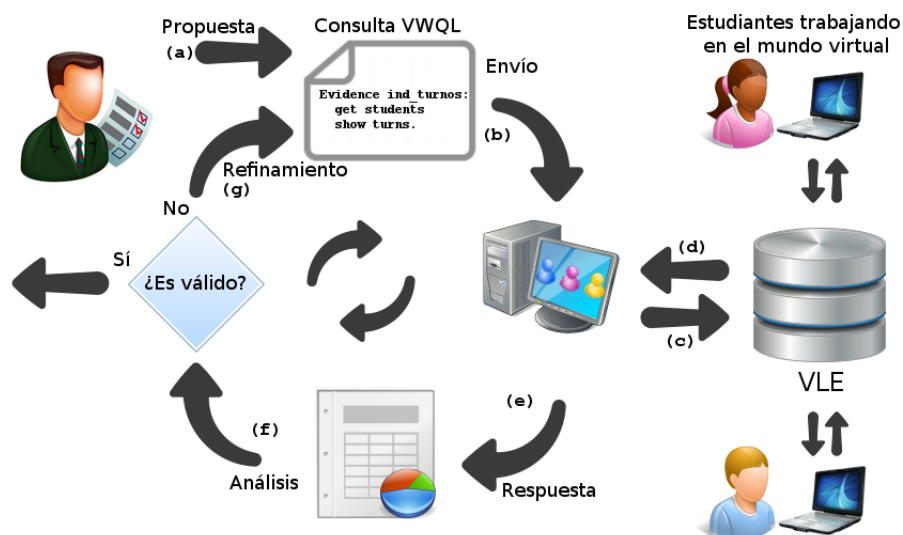 Propuesta
(a)
Consulta VWQL
Evidence ind_turnos:
get students
show turns.
Envío
(b)
Estudiantes trabajando
en el mundo virtual
Refinamiento
(g)
No
Sí
¿Es válido?
(d)
(c)
VLE
(e)
Respuesta
(f)
Análisis